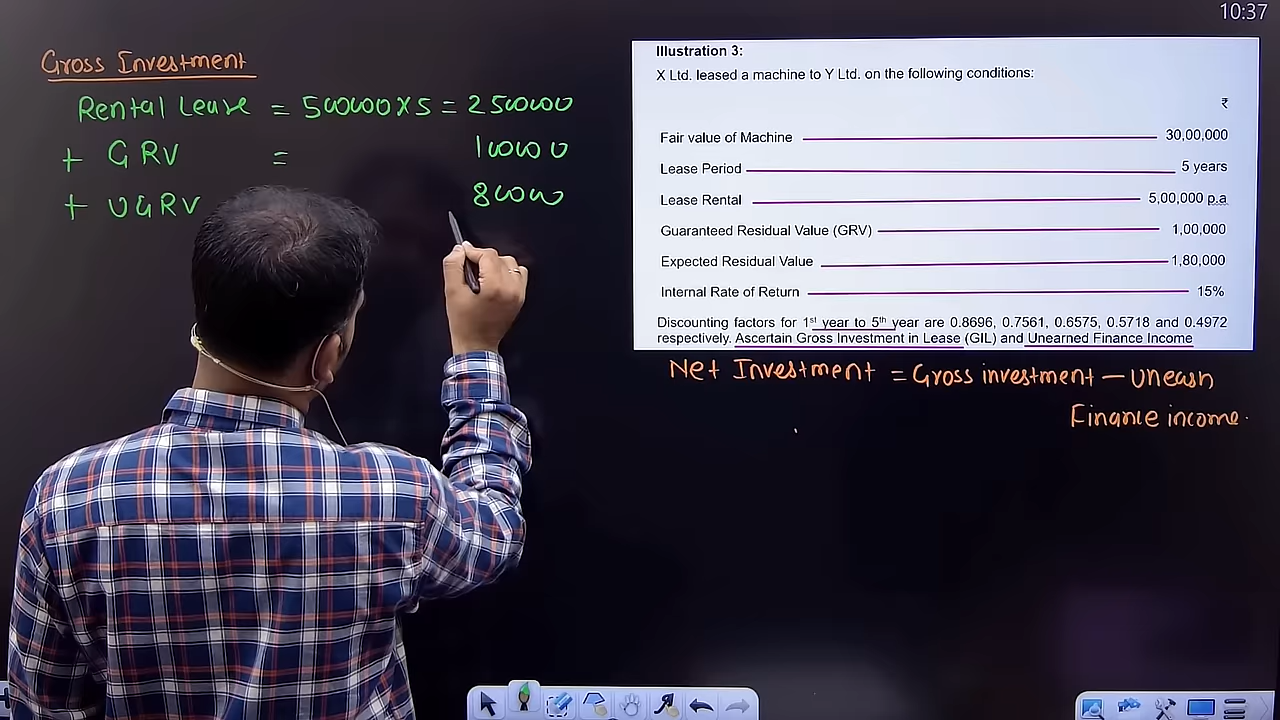 10:37
Gross Investment
Rental Lease = 500000 x 5 = 2500000
+ GRV = 100000
+ UGRV 80000
Illustration 3:
X Ltd. leased a machine to Y Ltd. on the following conditions:
₹
Fair value of Machine 30,00,000
Lease Period 5 years
Lease Rental 5,00,000 p.a
Guaranteed Residual Value (GRV) 1,00,000
Expected Residual Value 1,80,000
Internal Rate of Return 15%
Discounting factors for 1st year to 5th year are 0.8696, 0.7561, 0.6575, 0.5718 and 0.4972
respectively. Ascertain Gross Investment in Lease (GIL) and Unearned Finance Income
Net Investment = Gross investment - Unearn
Finance income.